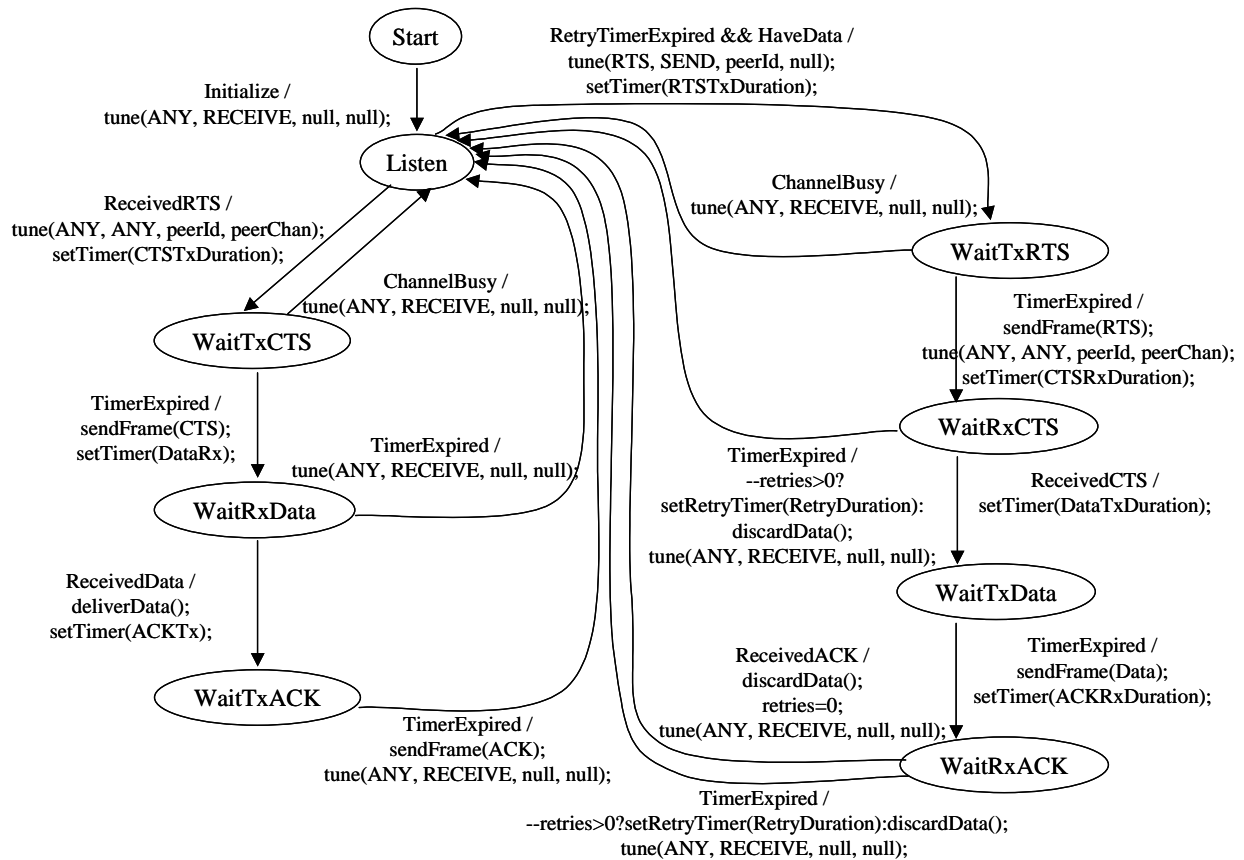 Start
RetryTimerExpired && HaveData /
tune(RTS, SEND, peerId, null);
setTimer(RTSTxDuration);
Initialize /
tune(ANY, RECEIVE, null, null);
Listen
ReceivedRTS /
tune(ANY, ANY, peerId, peerChan);
setTimer(CTSTxDuration);
ChannelBusy /
tune(ANY, RECEIVE, null, null);
WaitTxRTS
ChannelBusy /
tune(ANY, RECEIVE, null, null);
WaitTxCTS
TimerExpired /
sendFrame(RTS);
tune(ANY, ANY, peerId, peerChan);
setTimer(CTSRxDuration);
TimerExpired /
sendFrame(CTS);
setTimer(DataRx);
TimerExpired /
tune(ANY, RECEIVE, null, null);
WaitRxCTS
WaitRxData
TimerExpired /
--retries>0?
setRetryTimer(RetryDuration):
discardData();
tune(ANY, RECEIVE, null, null);
ReceivedCTS /
setTimer(DataTxDuration);
ReceivedData /
deliverData();
setTimer(ACKTx);
WaitTxData
WaitTxACK
ReceivedACK /
discardData();
retries=0;
tune(ANY, RECEIVE, null, null);
TimerExpired /
sendFrame(Data);
setTimer(ACKRxDuration);
TimerExpired /
sendFrame(ACK);
tune(ANY, RECEIVE, null, null);
WaitRxACK
TimerExpired /
--retries>0?setRetryTimer(RetryDuration):discardData();
tune(ANY, RECEIVE, null, null);